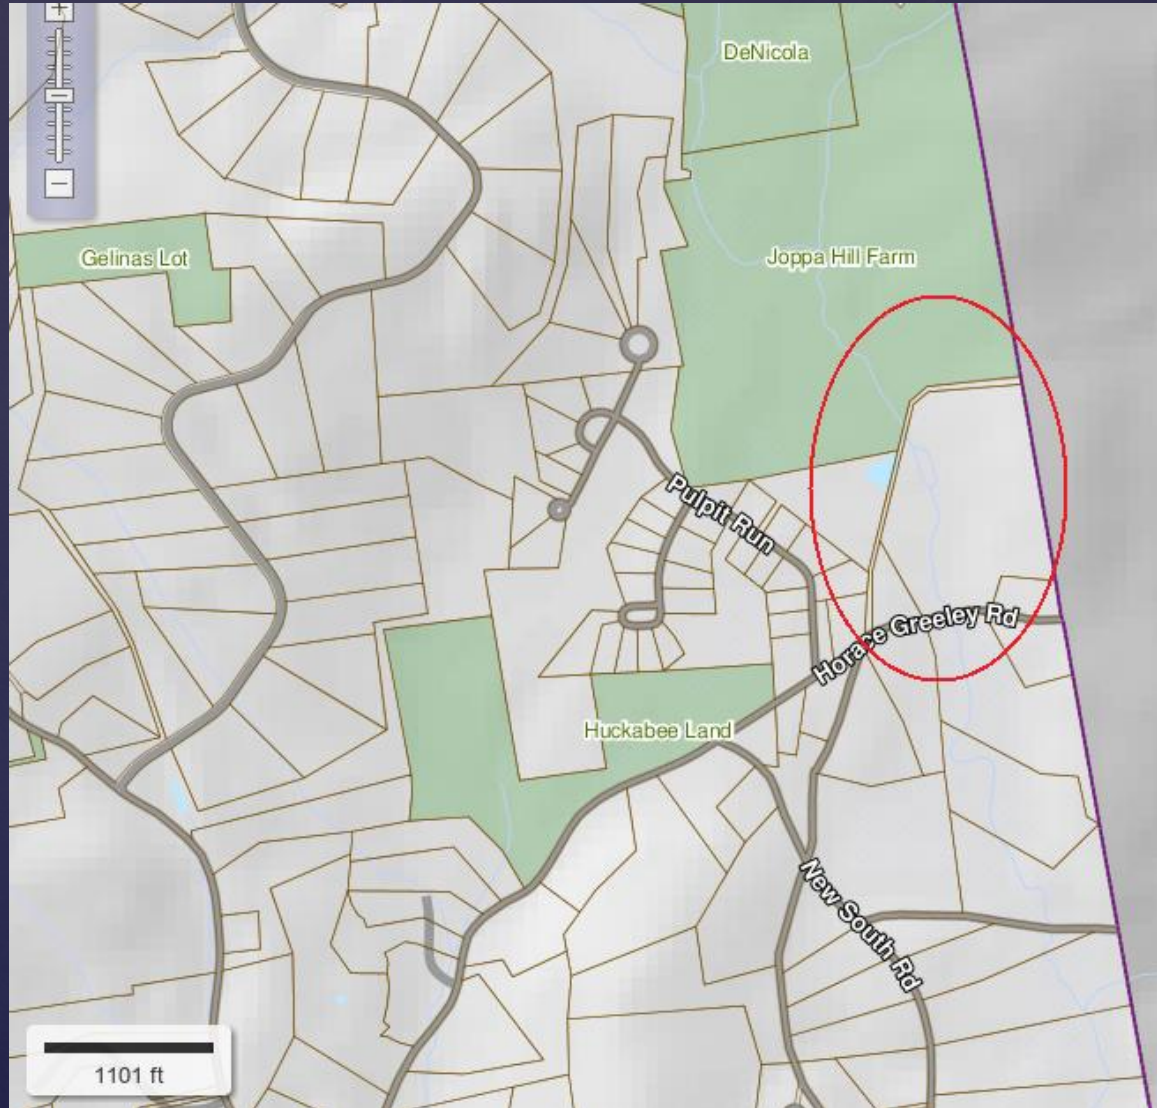 +
DeNicola
Gelinas Lot
Joppa Hill Farm
Pulpit Run
Horace Greeley Rd
Huckabee Land
New South Rd
1101 ft